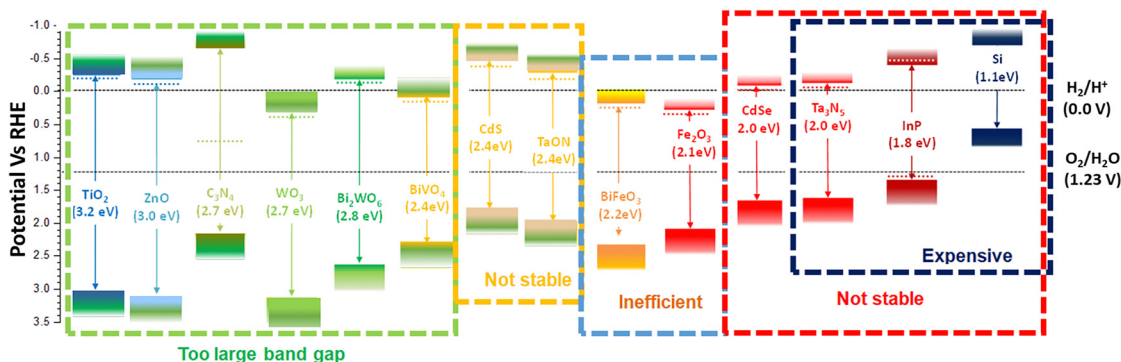 Potential Vs RHE
-1.0
-0.5
0.0
0.5
1.0
1.5
2.0
2.5
3.0
3.5
TiO₂
(3.2 eV)
ZnO
(3.0 eV)
C₃N₄
(2.7 eV)
WO₃
(2.7 eV)
Bi₂WO₆
(2.8 eV)
BiVO₄
(2.4eV)
CdS
(2.4eV)
TaON
(2.4eV)
BiFeO₃
(2.2eV)
Fe₂O₃
(2.1eV)
CdSe
2.0 eV)
Ta₃N₅
(2.0 eV)
InP
(1.8 eV)
Si
(1.1eV)
H₂/H⁺
(0.0 V)
O₂/H₂O
(1.23 V)
Too large band gap
Not stable
Inefficient
Not stable
Expensive